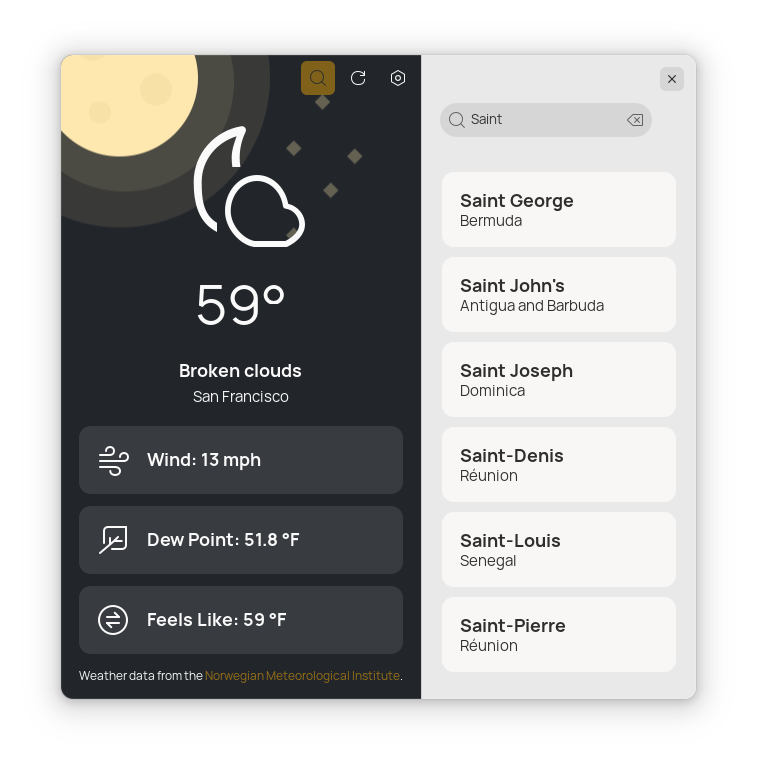 59°
Broken clouds
San Francisco
Wind: 13 mph
Dew Point: 51.8 °F
Feels Like: 59 °F
Weather data from the Norwegian Meteorological Institute.
Saint
Saint George
Bermuda
Saint John's
Antigua and Barbuda
Saint Joseph
Dominica
Saint-Denis
Réunion
Saint-Louis
Senegal
Saint-Pierre
Réunion